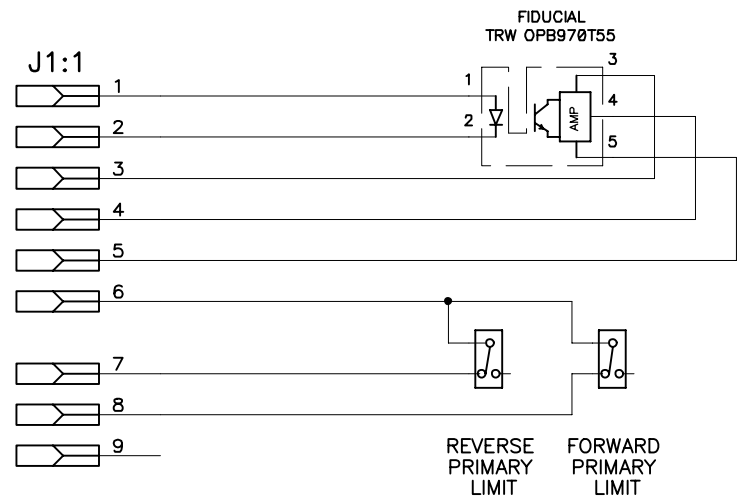 FIDUCIAL
TRW OPB970T55
J1:1
1
2
3
4
5
6
7
8
9
1
2
3
4
5
AMP
REVERSE
PRIMARY
LIMIT
FORWARD
PRIMARY
LIMIT